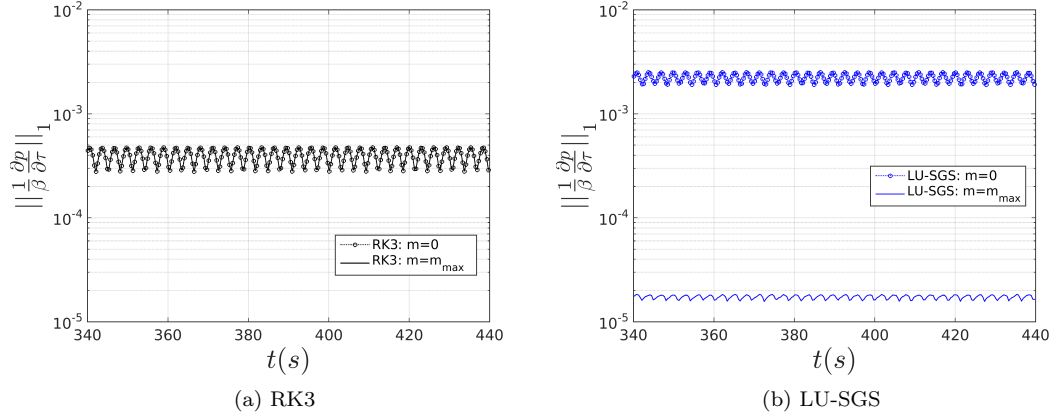 10^-2
10^-3
10^-4
10^-5
|| 1/β ∂p/∂τ ||_1
RK3: m=0
RK3: m=m_max
340 360 380 400 420 440
t(s)
(a) RK3
10^-2
10^-3
10^-4
10^-5
|| 1/β ∂p/∂τ ||_1
LU-SGS: m=0
LU-SGS: m=m_max
340 360 380 400 420 440
t(s)
(b) LU-SGS